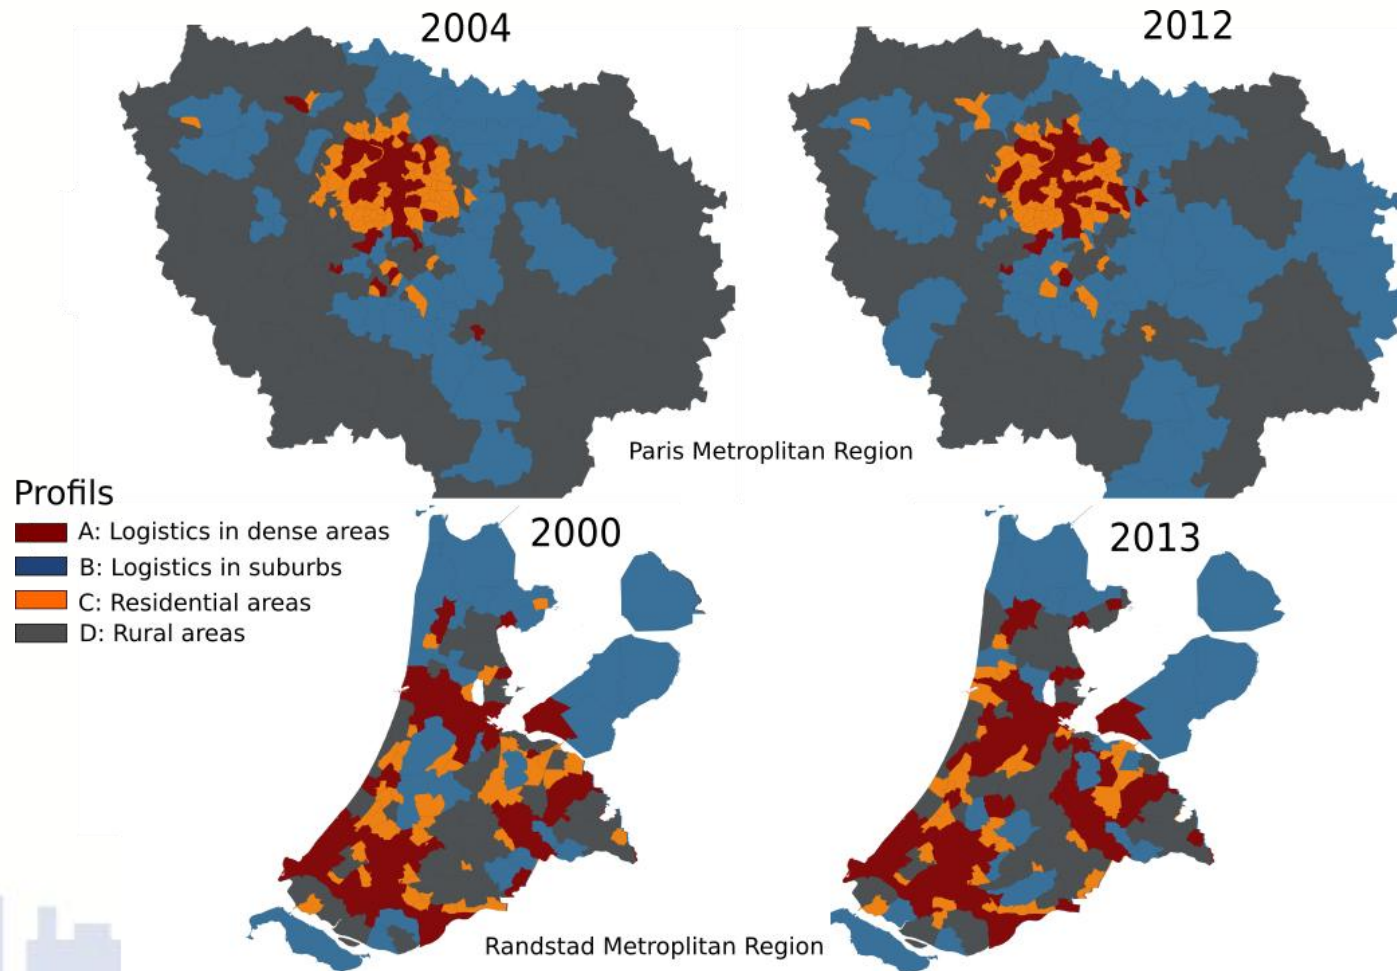 2004
2012
Paris Metroplitan Region
Profils
A: Logistics in dense areas
B: Logistics in suburbs
C: Residential areas
D: Rural areas
2000
2013
Randstad Metroplitan Region